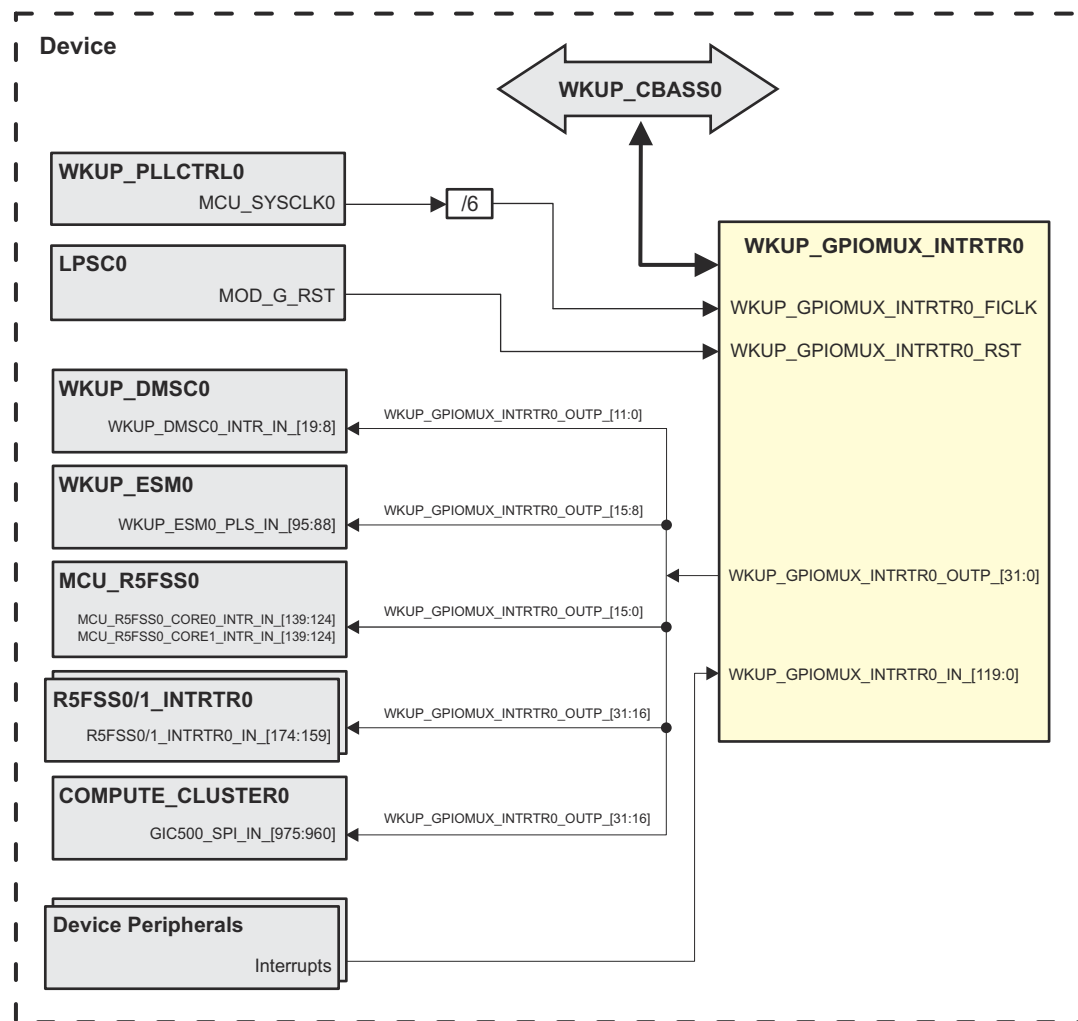 Device
WKUP_CBASS0
WKUP_PLLCTRL0
MCU_SYSCLK0
/6
LPSC0
MOD_G_RST
WKUP_GPIOMUX_INTRTR0
WKUP_GPIOMUX_INTRTR0_FICLK
WKUP_GPIOMUX_INTRTR0_RST
WKUP_DMSC0
WKUP_DMSC0_INTR_IN_[19:8]
WKUP_GPIOMUX_INTRTR0_OUTP_[11:0]
WKUP_ESM0
WKUP_ESM0_PLS_IN_[95:88]
WKUP_GPIOMUX_INTRTR0_OUTP_[15:8]
MCU_R5FSS0
MCU_R5FSS0_CORE0_INTR_IN_[139:124]
MCU_R5FSS0_CORE1_INTR_IN_[139:124]
WKUP_GPIOMUX_INTRTR0_OUTP_[15:0]
WKUP_GPIOMUX_INTRTR0_OUTP_[31:0]
R5FSS0/1_INTRTR0
R5FSS0/1_INTRTR0_IN_[174:159]
WKUP_GPIOMUX_INTRTR0_OUTP_[31:16]
WKUP_GPIOMUX_INTRTR0_IN_[119:0]
COMPUTE_CLUSTER0
GIC500_SPI_IN_[975:960]
WKUP_GPIOMUX_INTRTR0_OUTP_[31:16]
Device Peripherals
Interrupts